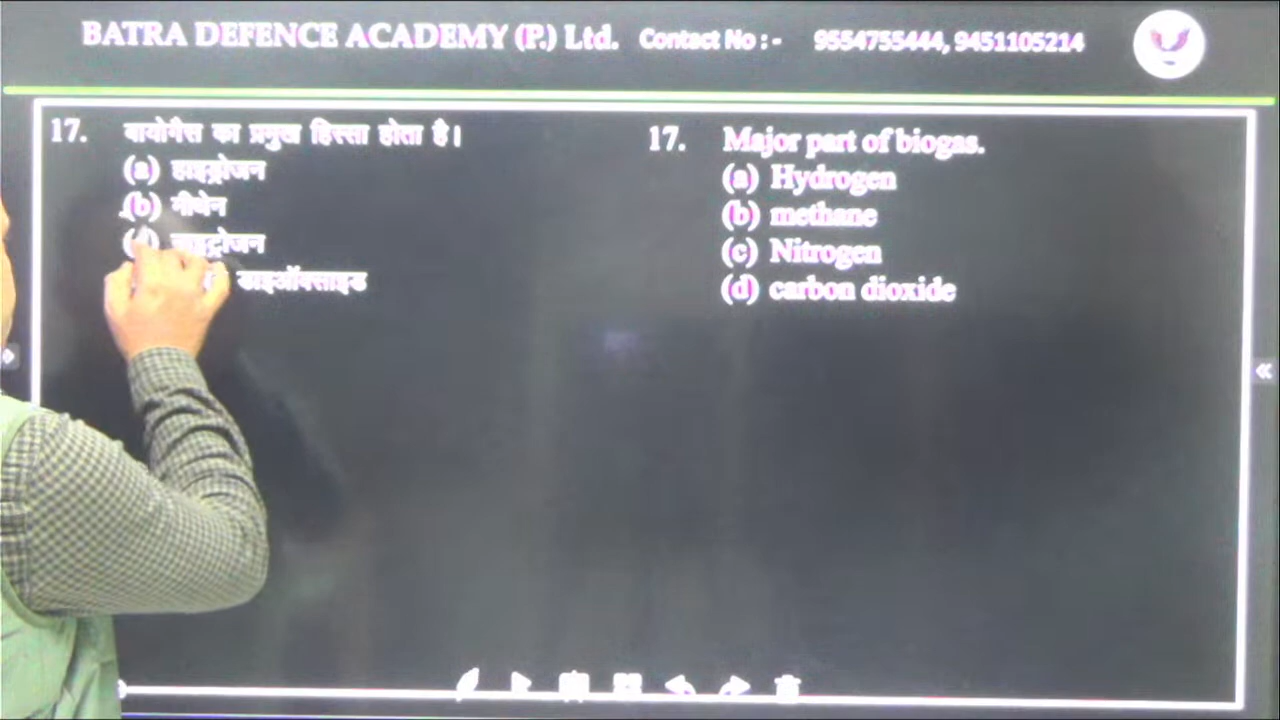 BATRA DEFENCE ACADEMY (P.) Ltd. Contact No :- 9554755444, 9451105214
17. बायोगैस का प्रमुख हिस्सा होता है।
(a) हाइड्रोजन
(b) मीथेन
नाइट्रोजन
डाइऑक्साइड
17. Major part of biogas.
(a) Hydrogen
(b) methane
(c) Nitrogen
(d) carbon dioxide